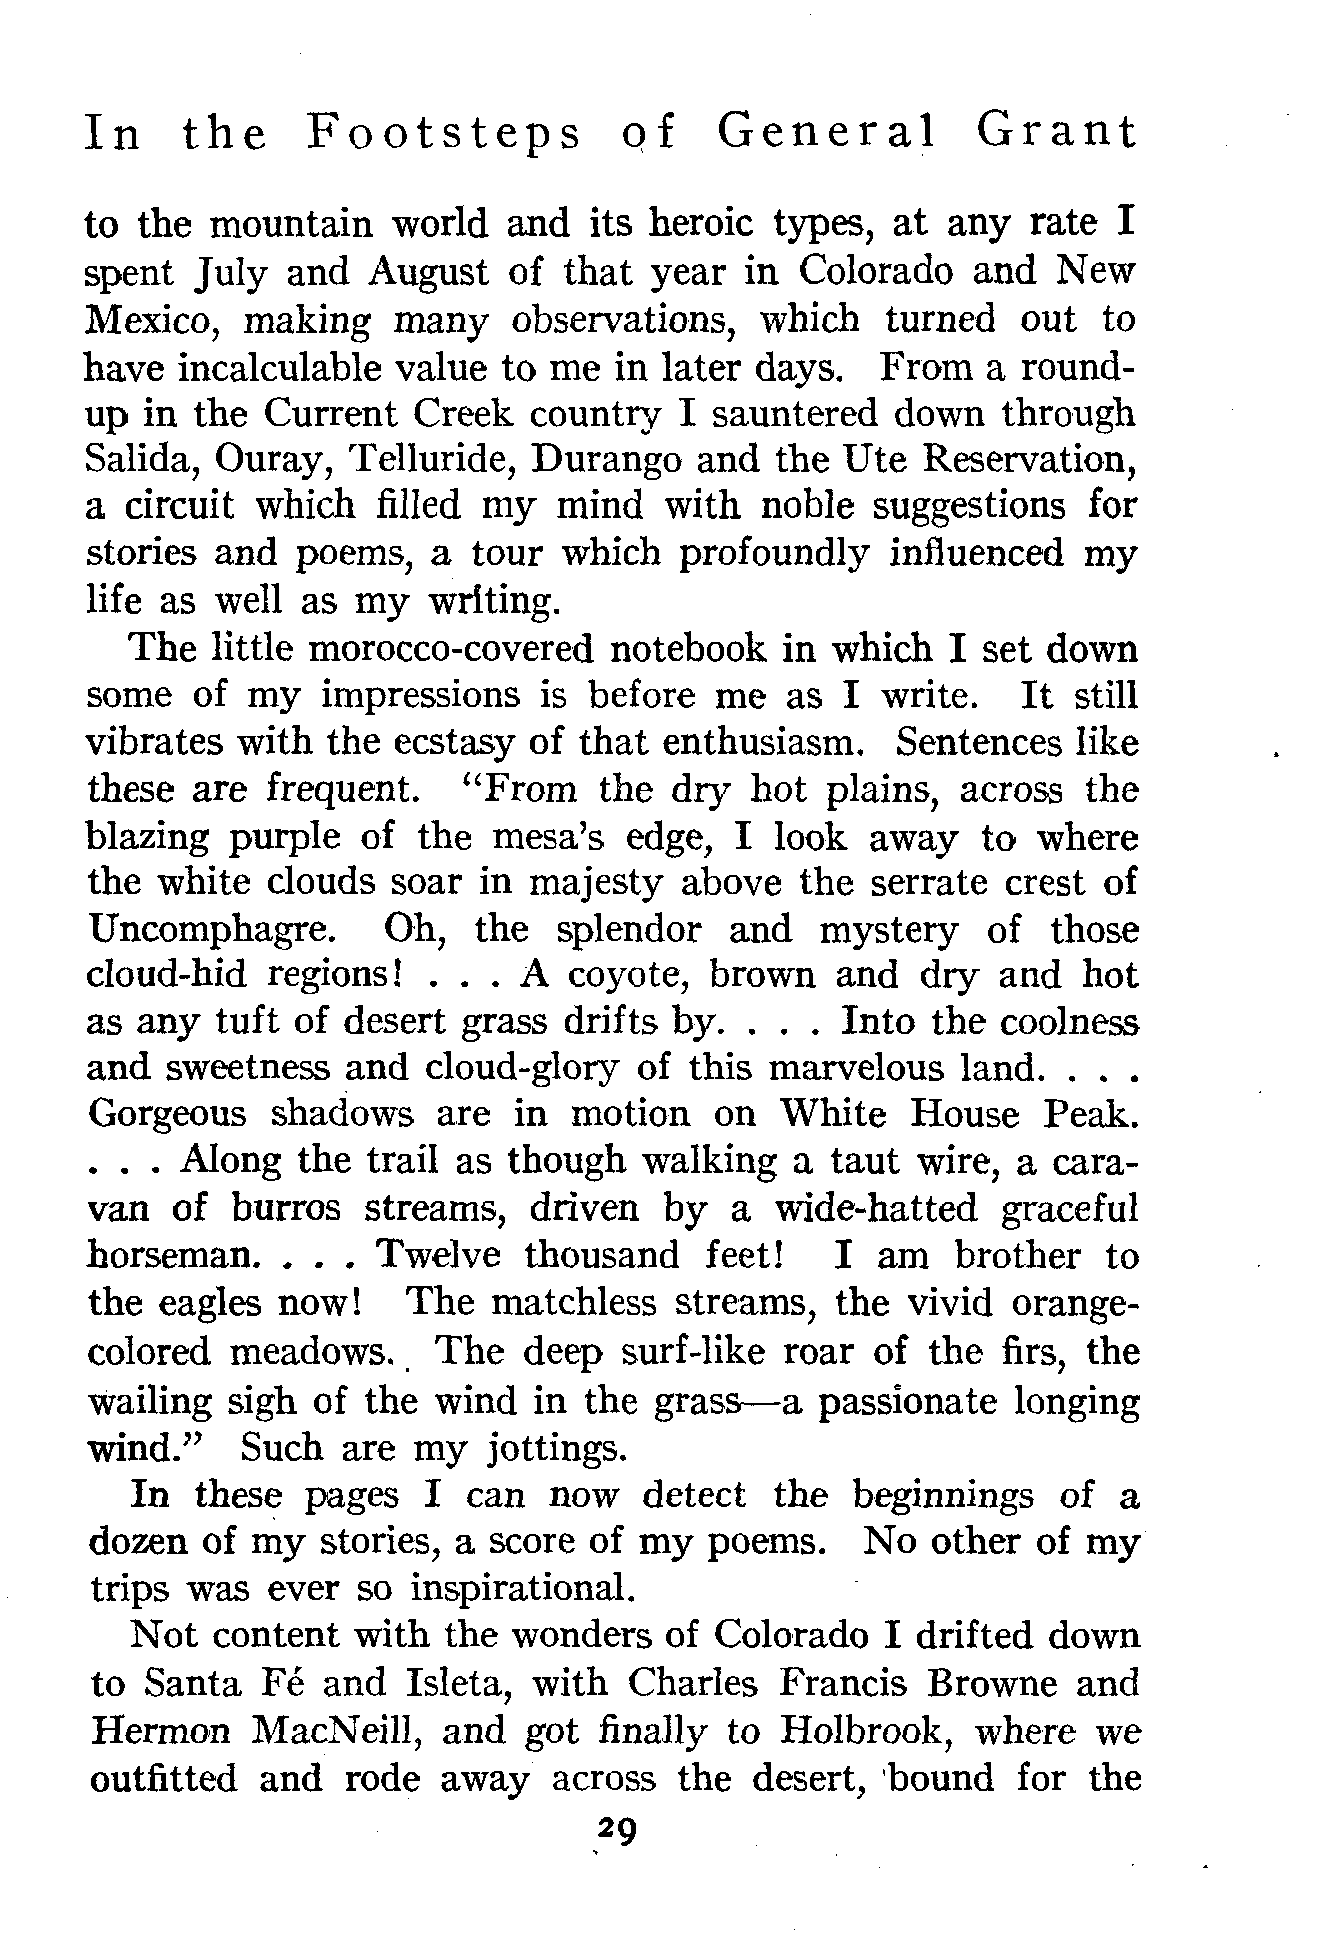 In the Footsteps of General Grant
to the mountain world and its heroic types, at any rate I
spent July and August of that year in Colorado and New
Mexico, making many observations, which turned out to
have incalculable value to me in later days. From a round-
up in the Current Creek country I sauntered down through
Salida, Ouray, Telluride, Durango and the Ute Reservation,
a circuit which filled my mind with noble suggestions for
stories and poems, a tour which profoundly influenced my
life as well as my writing.
The little morocco-covered notebook in which I set down
some of my impressions is before me as I write. It still
vibrates with the ecstasy of that enthusiasm. Sentences like
these are frequent. “From the dry hot plains, across the
blazing purple of the mesa’s edge, I look away to where
the white clouds soar in majesty above the serrate crest of
Uncomphagre. Oh, the splendor and mystery of those
cloud-hid regions! . . . A coyote, brown and dry and hot
as any tuft of desert grass drifts by. . . . Into the coolness
and sweetness and cloud-glory of this marvelous land. . . .
Gorgeous shadows are in motion on White House Peak.
. . . Along the trail as though walking a taut wire, a cara-
van of burros streams, driven by a wide-hatted graceful
horseman. . . . Twelve thousand feet! I am brother to
the eagles now! The matchless streams, the vivid orange-
colored meadows. The deep surf-like roar of the firs, the
wailing sigh of the wind in the grass—a passionate longing
wind.” Such are my jottings.
In these pages I can now detect the beginnings of a
dozen of my stories, a score of my poems. No other of my
trips was ever so inspirational.
Not content with the wonders of Colorado I drifted down
to Santa Fé and Isleta, with Charles Francis Browne and
Hermon MacNeill, and got finally to Holbrook, where we
outfitted and rode away across the desert, bound for the
29